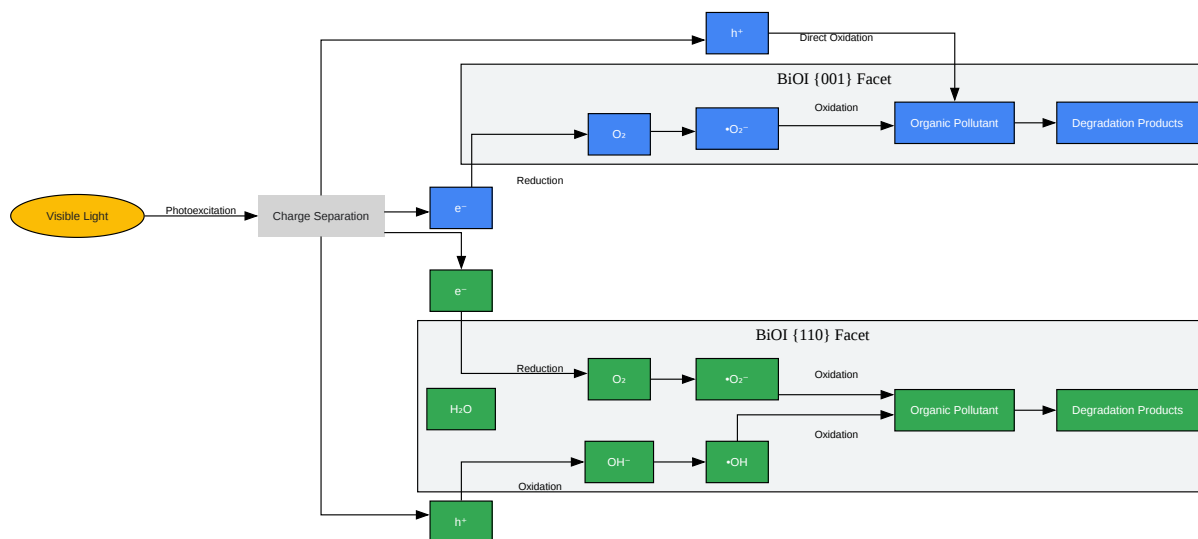 h⁺
Direct Oxidation
BiOI {001} Facet
O₂
•O₂⁻
Oxidation
Organic Pollutant
Degradation Products
Reduction
e⁻
Visible Light
Photoexcitation
Charge Separation
e⁻
BiOI {110} Facet
Reduction
O₂
•O₂⁻
Oxidation
H₂O
Organic Pollutant
Degradation Products
Oxidation
OH⁻
•OH
Oxidation
h⁺